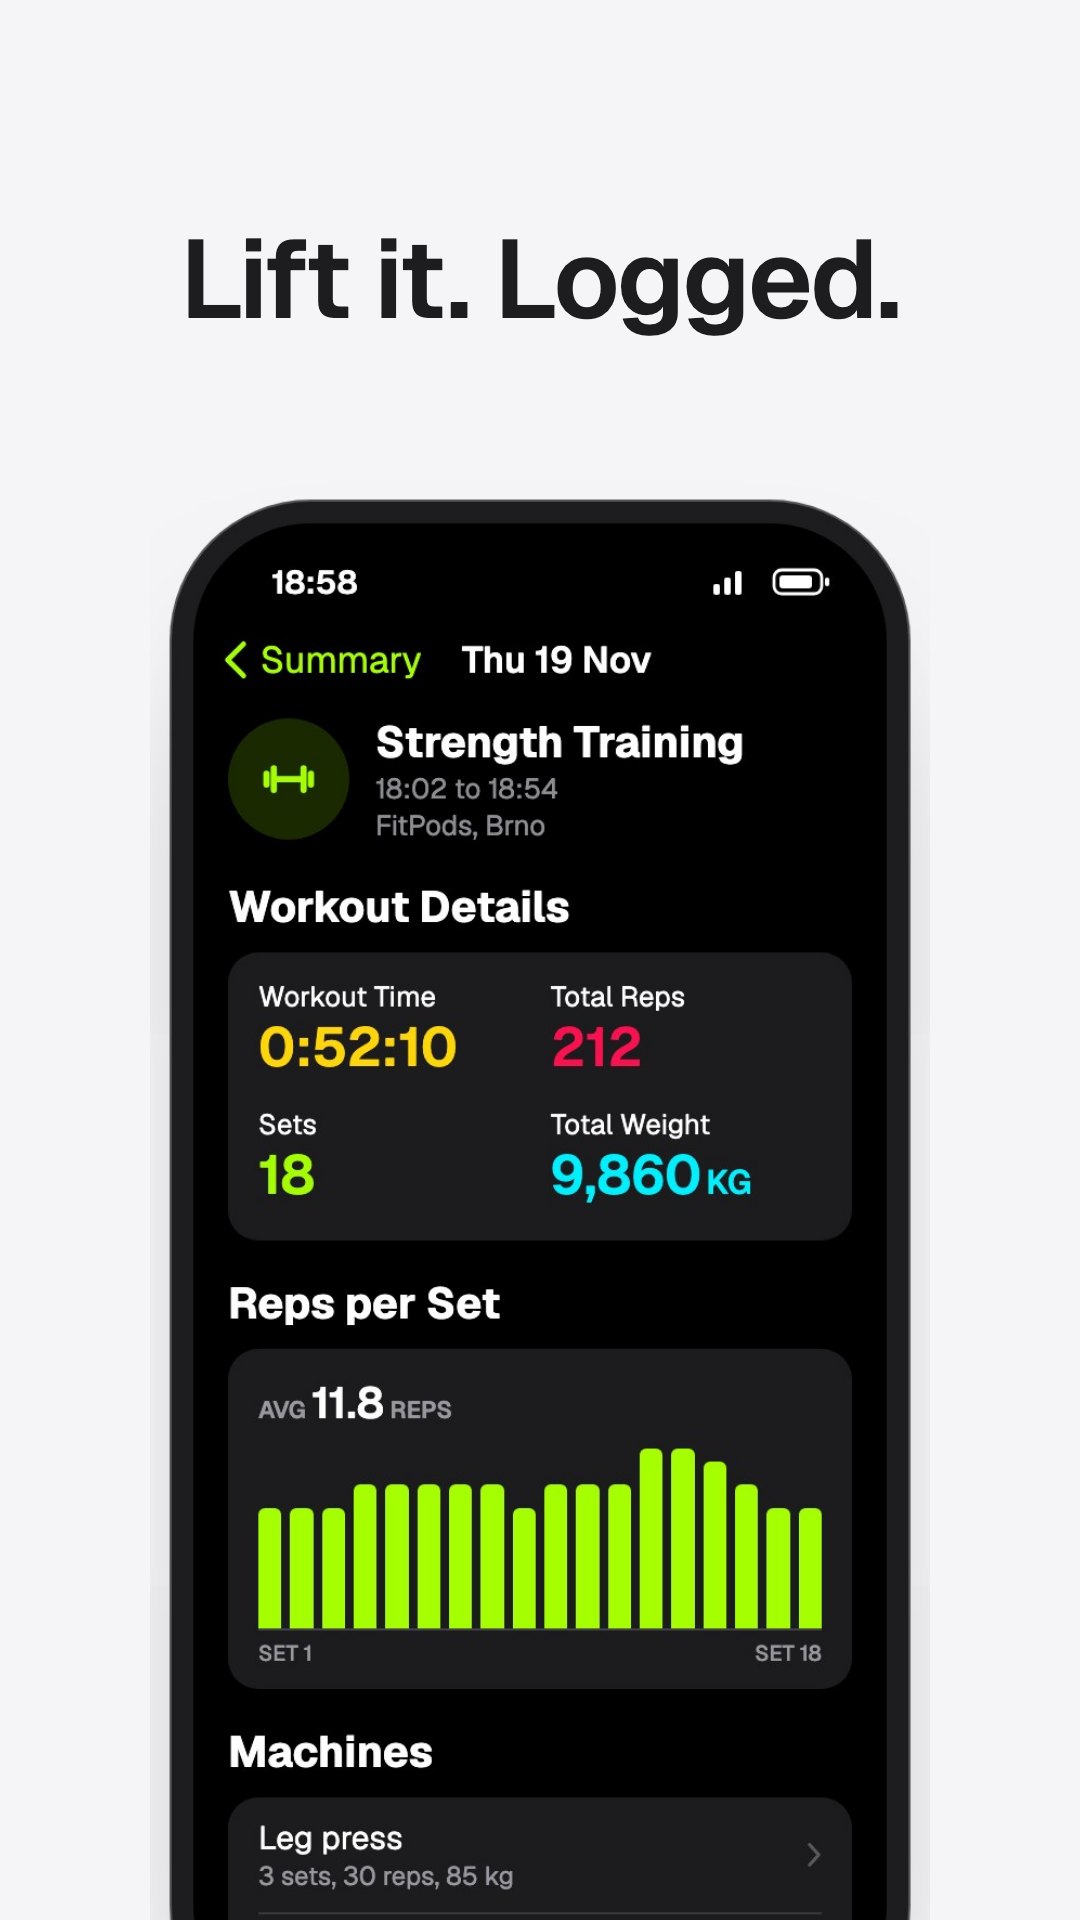 Lift it. Logged.
18:58
Summary
Thu 19 Nov
Strength Training
18:02 to 18:54
FitPods, Brno
Workout Details
Workout Time
Total Reps
0:52:10
212
Sets
Total Weight
18
9,860 KG
Reps per Set
AVG 11.8 REPS
SET 1
SET 18
Machines
Leg press
3 sets, 30 reps, 85 kg